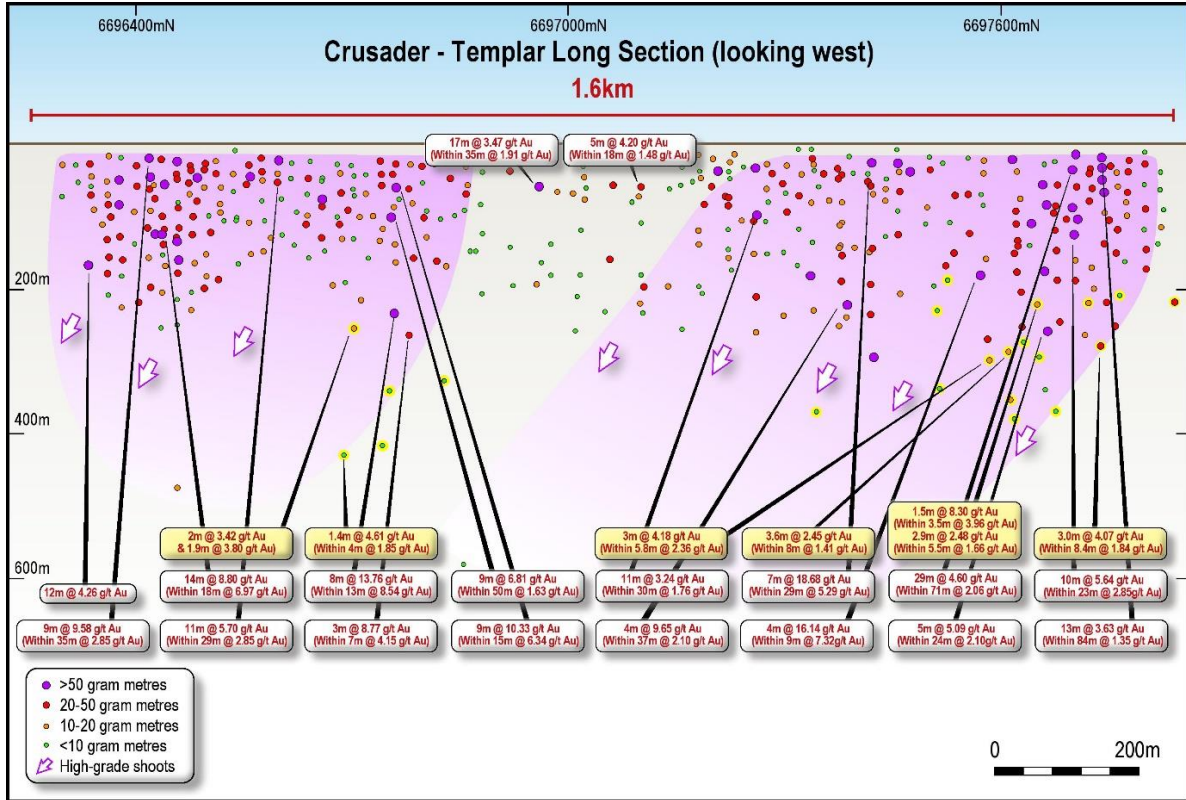 6696400mN
6697000mN
6697600mN
Crusader - Templar Long Section (looking west)
1.6km
17m @ 3.47 g/t Au
(Within 35m @ 1.91 g/t Au)
5m @ 4.20 g/t Au
(Within 18m @ 1.48 g/t Au)
200m
400m
600m
2m @ 3.42 g/t Au
& 1.9m @ 3.80 g/t Au)
1.4m @ 4.61 g/t Au
(Within 4m @ 1.85 g/t Au)
3m @ 4.18 g/t Au
(Within 5.8m @ 2.36 g/t Au)
3.6m @ 2.45 g/t Au
(Within 8m @ 1.41 g/t Au)
1.5m @ 8.30 g/t Au
(Within 3.5m @ 3.96 g/t Au)
2.9m @ 2.48 g/t Au
(Within 5.5m @ 1.66 g/t Au)
3.0m @ 4.07 g/t Au
(Within 8.4m @ 1.84 g/t Au)
12m @ 4.26 g/t Au
14m @ 8.80 g/t Au
(Within 18m @ 6.97 g/t Au)
8m @ 13.76 g/t Au
(Within 13m @ 8.54 g/t Au)
9m @ 6.81 g/t Au
(Within 50m @ 1.63 g/t Au)
11m @ 3.24 g/t Au
(Within 30m @ 1.76 g/t Au)
7m @ 18.68 g/t Au
(Within 29m @ 5.29 g/t Au)
29m @ 4.60 g/t Au
(Within 71m @ 2.06 g/t Au)
10m @ 5.64 g/t Au
(Within 23m @ 2.85g/t Au)
9m @ 9.58 g/t Au
(Within 35m @ 2.85 g/t Au)
11m @ 5.70 g/t Au
(Within 29m @ 2.85 g/t Au)
3m @ 8.77 g/t Au
(Within 7m @ 4.15 g/t Au)
9m @ 10.33 g/t Au
(Within 15m @ 6.34 g/t Au)
4m @ 9.65 g/t Au
(Within 37m @ 2.10 g/t Au)
4m @ 16.14 g/t Au
(Within 9m @ 7.32g/t Au)
5m @ 5.09 g/t Au
(Within 24m @ 2.10g/t Au)
13m @ 3.63 g/t Au
(Within 84m @ 1.35 g/t Au)
>50 gram metres
20-50 gram metres
10-20 gram metres
<10 gram metres
High-grade shoots
0 200m